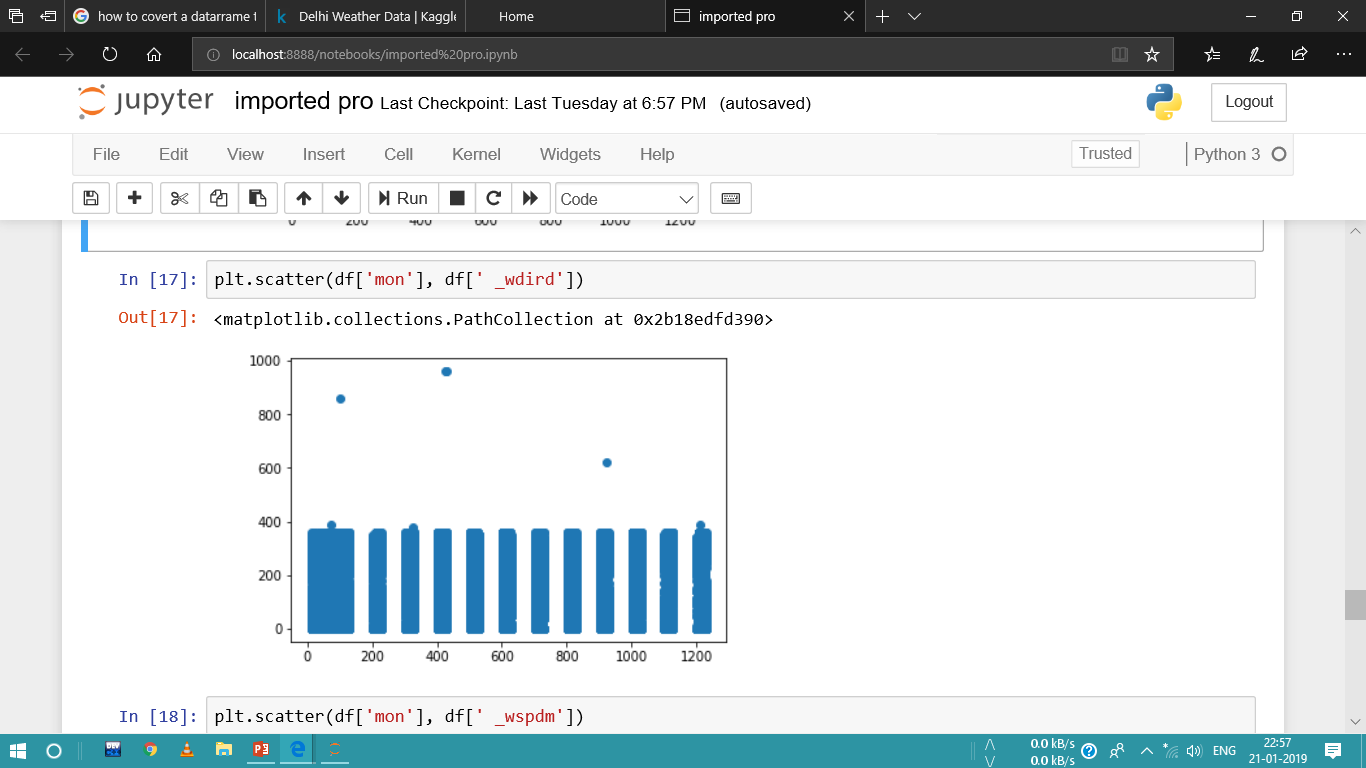 how to covert a datarrame t
Delhi Weather Data | Kaggle
Home
imported pro
localhost:8888/notebooks/imported%20pro.ipynb
jupyter imported pro Last Checkpoint: Last Tuesday at 6:57 PM (autosaved)
Logout
File Edit View Insert Cell Kernel Widgets Help Trusted Python 3
Run Code
0 200 400 600 800 1000 1200
In [17]: plt.scatter(df['mon'], df[' _wdird'])
Out[17]: <matplotlib.collections.PathCollection at 0x2b18edfd390>
1000
800
600
400
200
0
0 200 400 600 800 1000 1200
In [18]: plt.scatter(df['mon'], df[' _wspdm'])
0.0 kB/s
0.0 kB/s
ENG
22:57
21-01-2019